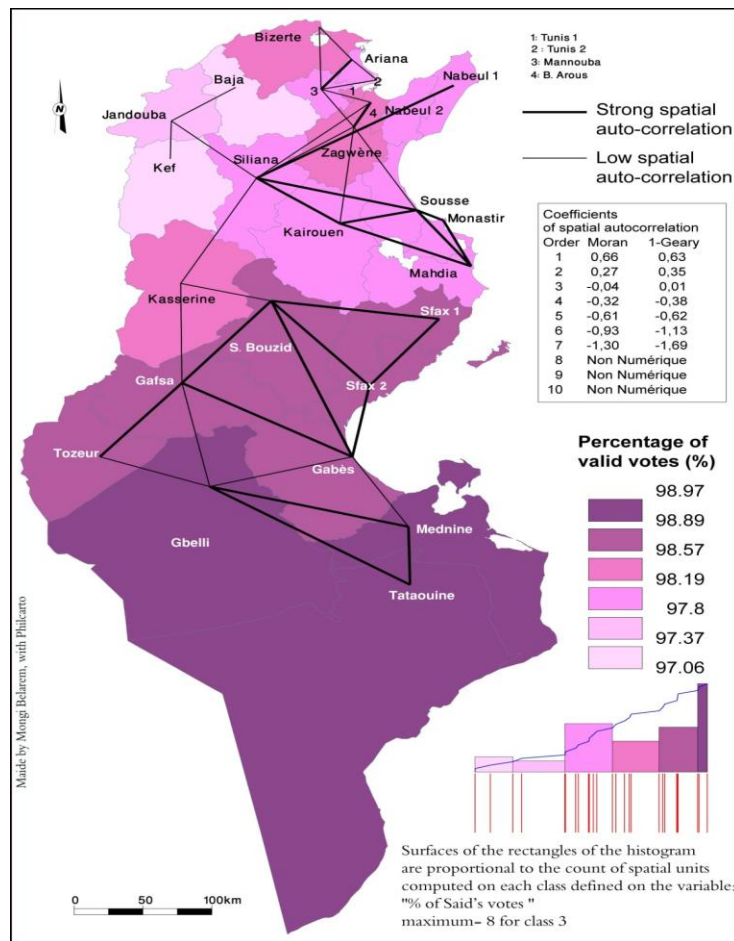 Bizerte
Ariana
Baja
2
Nabeul 1
3
1
Jandouba
4
Nabeul 2
Zagwène
Kef
Siliana
Sousse
Monastir
Kairouen
Mahdia
Kasserine
Sfax 1
S. Bouzid
Gafsa
Sfax 2
Tozeur
Gabès
Mednine
Gbelli
Tataouine
N
1: Tunis 1
2 : Tunis 2
3: Mannouba
4: B. Arous
Strong spatial
auto-correlation
Low spatial
auto-correlation
Coefficients
of spatial autocorrelation
Order Moran 1-Geary
1 0,66 0,63
2 0,27 0,35
3 -0,04 0,01
4 -0,32 -0,38
5 -0,61 -0,62
6 -0,93 -1,13
7 -1,30 -1,69
8 Non Numérique
9 Non Numérique
10 Non Numérique
Percentage of
valid votes (%)
98.97
98.89
98.57
98.19
97.8
97.37
97.06
Surfaces of the rectangles of the histogram
are proportional to the count of spatial units
computed on each class defined on the variable:
"% of Said's votes "
maximum= 8 for class 3
0 50 100km
Maide by Mongi Belarem, with Philcarto